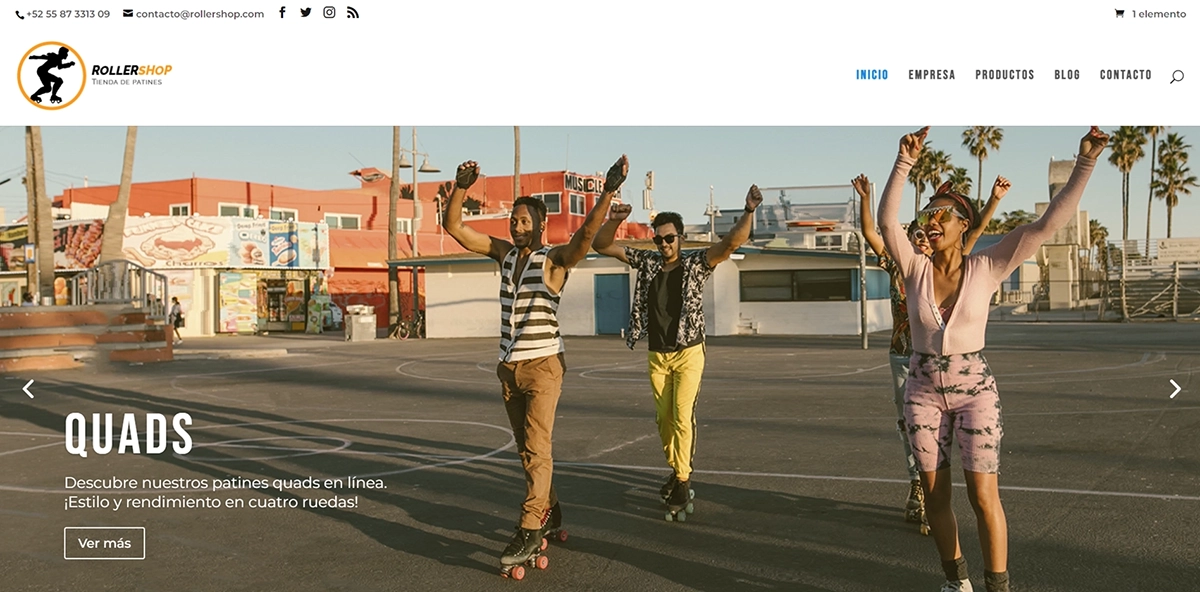 +52 55 87 3313 09 contacto@rollershop.com 1 elemento
ROLLERSHOP
TIENDA DE PATINES
INICIO EMPRESA PRODUCTOS BLOG CONTACTO
QUADS
Descubre nuestros patines quads en línea.
¡Estilo y rendimiento en cuatro ruedas!
Ver más